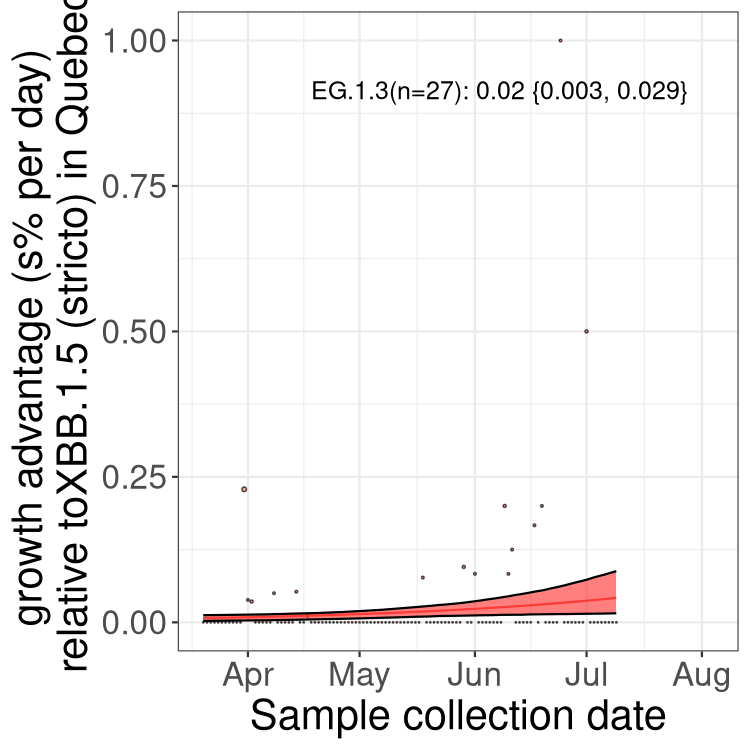 growth advantage (s% per day)
relative toXBB.1.5 (stricto) in Quebec
1.00
0.75
0.50
0.25
0.00
EG.1.3(n=27): 0.02 {0.003, 0.029}
Apr
May
Jun
Jul
Aug
Sample collection date